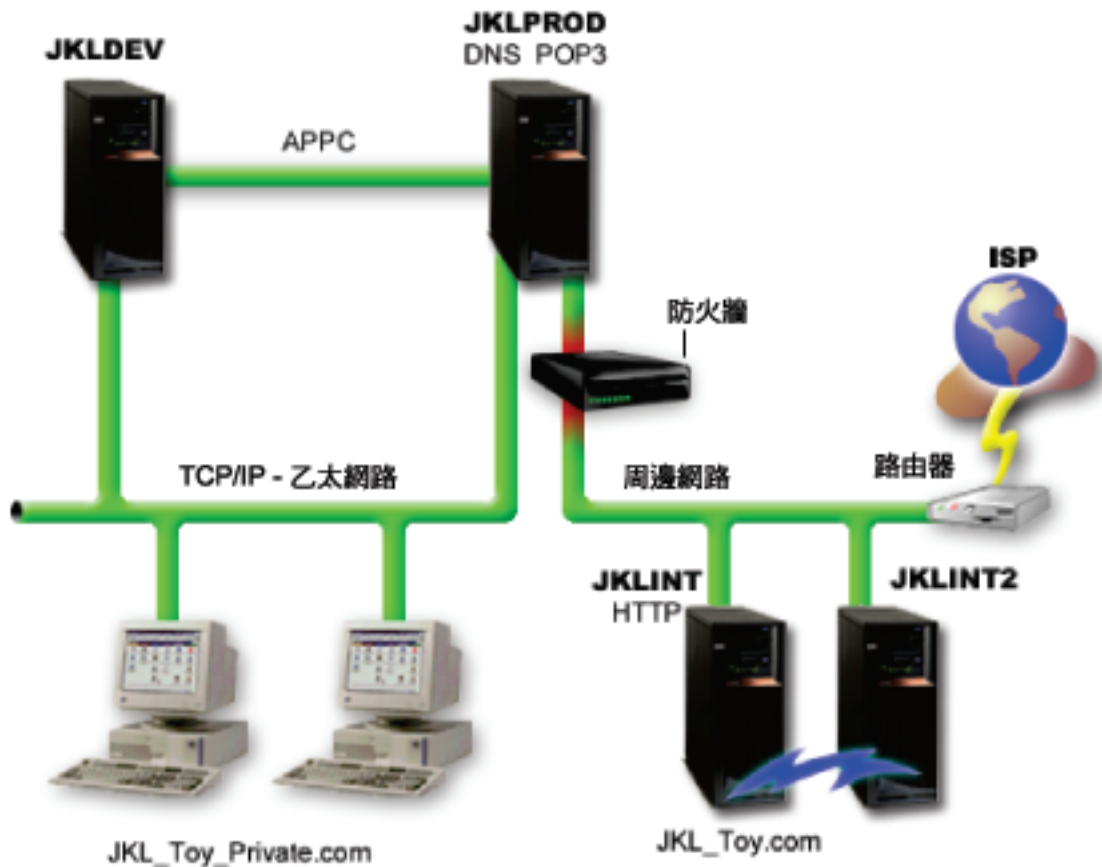 JKLDEV
JKLPROD
DNS POP3
APPC
ISP
防火牆
TCP/IP - 乙太網路
周邊網路
路由器
JKLINT
HTTP
JKLINT2
JKL_Toy_Private.com
JKL_Toy.com